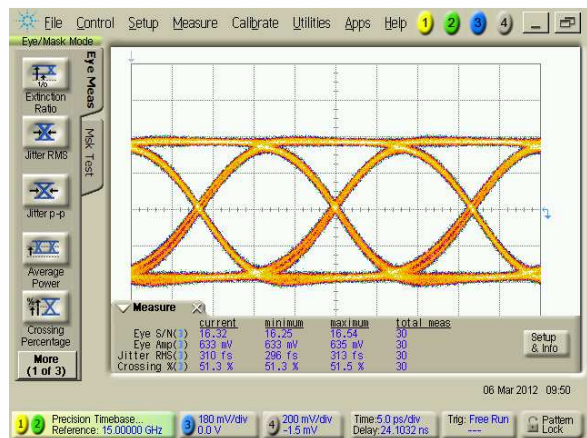 File Control Setup Measure Calibrate Utilities Apps Help 1 2 3 4
Eye/Mask Mode
Eye Meas
Msk Test
Extinction
Ratio
Jitter RMS
Jitter p-p
Average
Power
Crossing
Percentage
More
(1 of 3)
Measure
current minimum maximum total meas
Eye S/N(3) 16.32 16.25 16.54 30
Eye Amp(3) 633 mV 633 mV 635 mV 30
Jitter RMS(3) 310 fs 296 fs 313 fs 30
Crossing %(3) 51.3 % 51.3 % 51.5 % 30
Setup
& Info
06 Mar 2012 09:50
1 2 Precision Timebase... 3 180 mV/div 4 200 mV/div Time:5.0 ps/div Trig: Free Run Pattern
Reference: 15.00000 GHz 0.0 V -1.5 mV Delay:24.1032 ns --- Lock